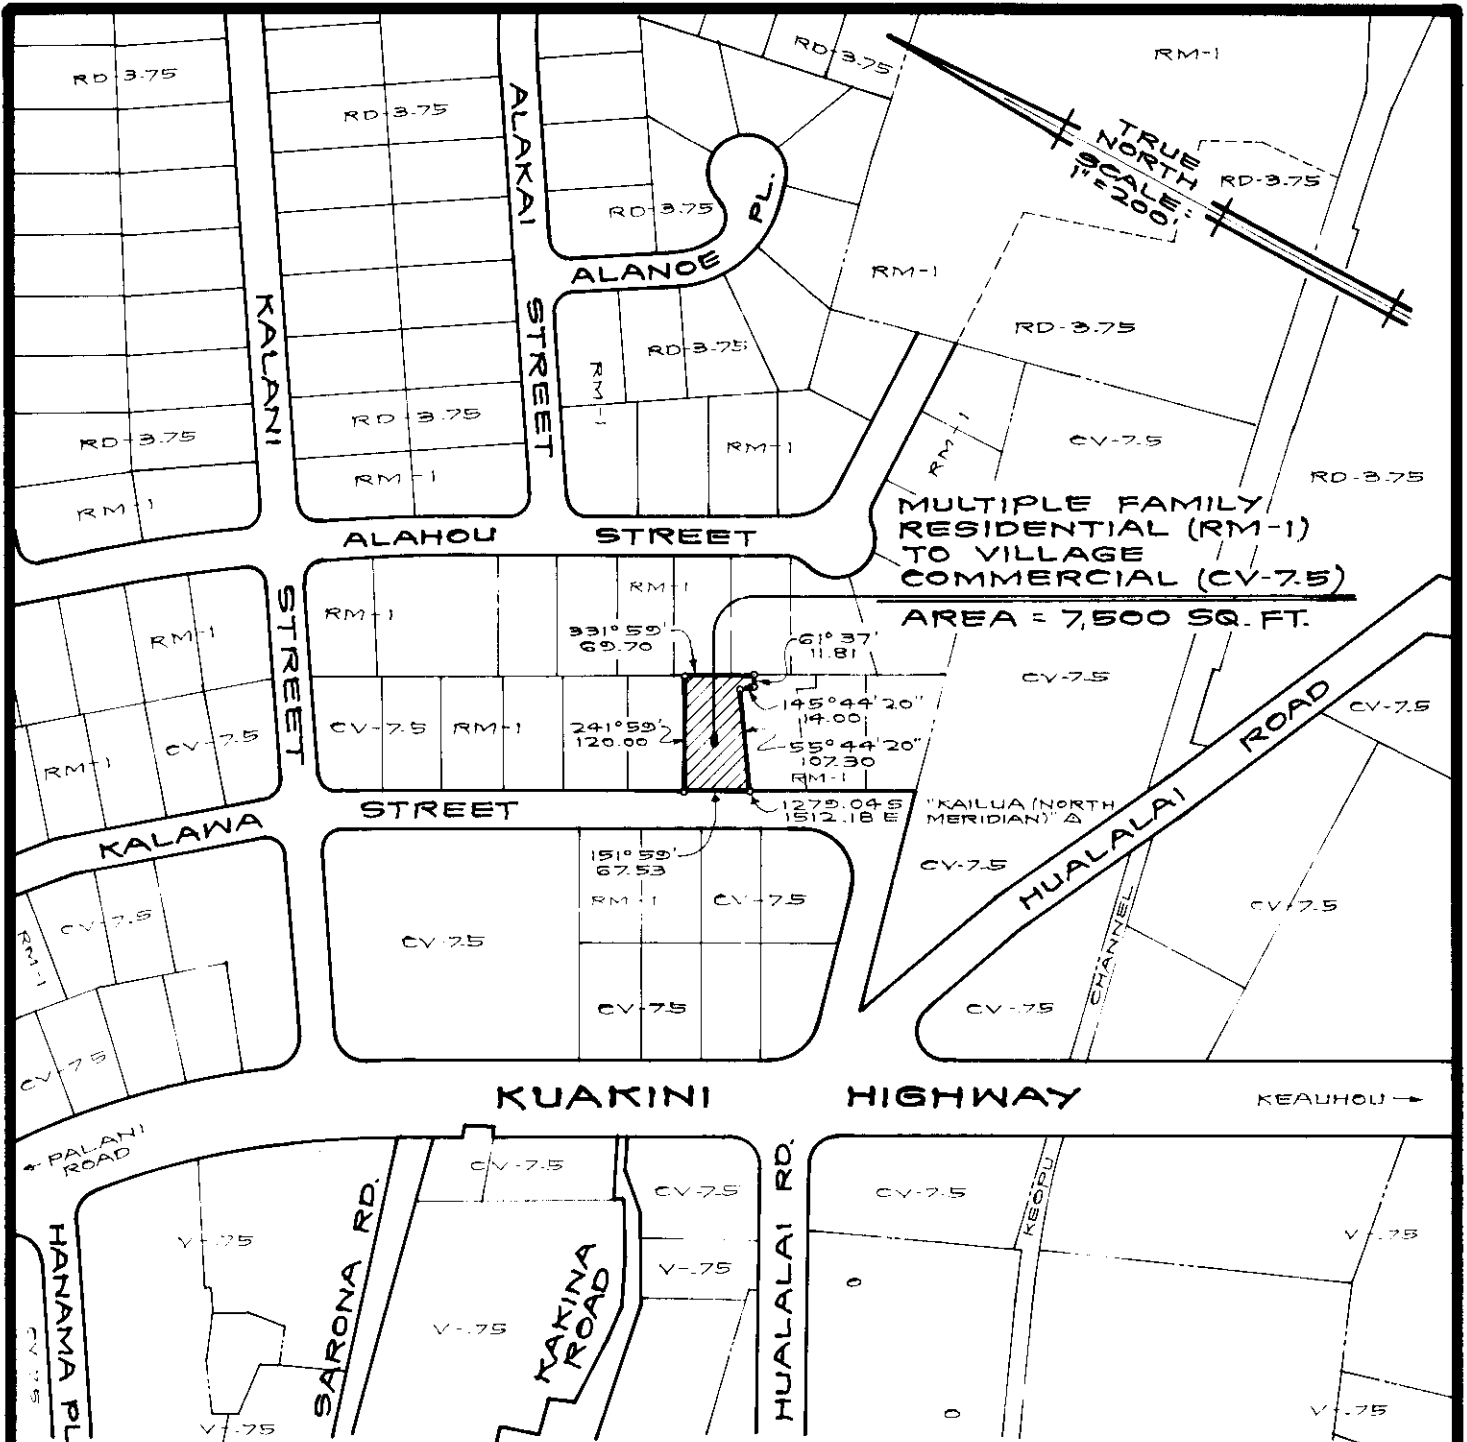 RD-3.75
RD-3.75
RD-3.75
RM-1
TRUE
NORTH
SCALE:
1"=200'
RD-3.75
ALAKAI
STREET
RD-3.75
PL.
ALANOE
RM-1
RD-3.75
KALANI
STREET
RD-3.75
RM-1
RD-3.75
RD-3.75
RM-1
RM-1
CV-7.5
RD-3.75
RM-1
RM-1
ALAHOU STREET
MULTIPLE FAMILY
RESIDENTIAL (RM-1)
TO VILLAGE
COMMERCIAL (CV-7.5)
AREA = 7,500 SQ. FT.
RM-1
RM-1
RM-1
331° 59'
69.70
61° 37'
11.81
CV-7.5
145° 44' 20"
14.00
CV-7.5
RM-1
CV-7.5
CV-7.5
RM-1
241° 59'
120.00
55° 44' 20"
107.30
RM-1
HUALALAI ROAD
KALAWA
STREET
1279.04 S
1512.18 E
"KAILUA (NORTH
MERIDIAN)" △
151° 59'
67.53
RM-1
CV-7.5
CV-7.5
CV-7.5
CV-7.5
RM-1
CV-7.5
CHANNEL
CV-7.5
CV-.75
CV-7.5
KUAKINI HIGHWAY
KEAUHOU →
← PALANI
ROAD
CV-7.5
CV-7.5
CV-7.5
KEOPU
V-.75
V-.75
V-.75
HANAMA PL.
SARONA RD.
KAKINA
ROAD
HUALALAI RD.
V-.75
CV-7.5
V-.75
V-.75